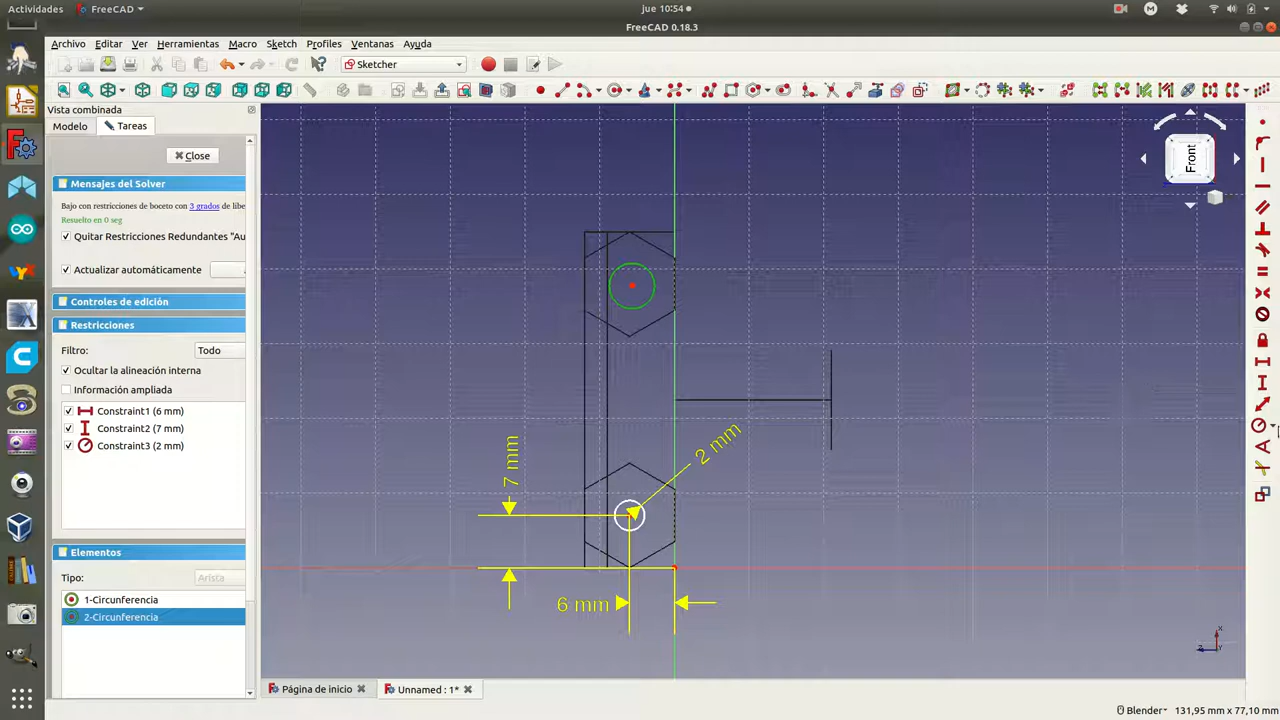 Actividades
FreeCAD
jue 10:54
M
FreeCAD 0.18.3
Archivo
Editar
Ver
Herramientas
Macro
Sketch
Profiles
Ventanas
Ayuda
Sketcher
Vista combinada
Modelo
Tareas
Close
Mensajes del Solver
Bajo con restricciones de boceto con 3 grados de libe
Resuelto en 0 seg
Quitar Restricciones Redundantes "Au
Actualizar automáticamente
Controles de edición
Restricciones
Filtro:
Todo
Ocultar la alineación interna
Información ampliada
Constraint1 (6 mm)
Constraint2 (7 mm)
Constraint3 (2 mm)
Elementos
Tipo:
Arista
1-Circunferencia
2-Circunferencia
Front
7 mm
2 mm
6 mm
X
Z
Y
Página de inicio
Unnamed : 1*
Blender
131,95 mm x 77,10 mm